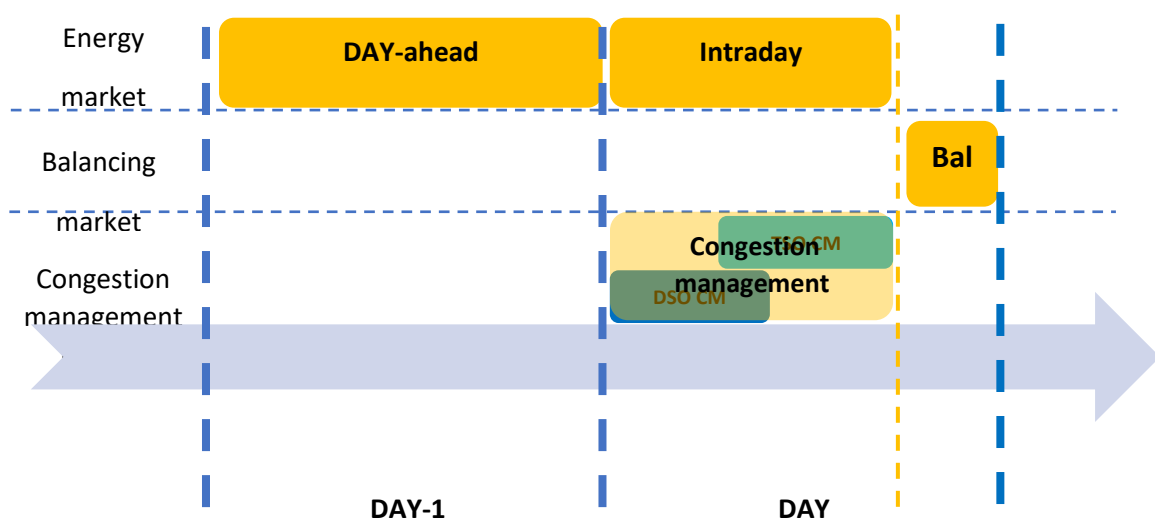 Energy
market
DAY-ahead
Intraday
Balancing
market
Bal
Congestion
management
TSO CM
Congestion
management
DSO CM
DAY-1
DAY